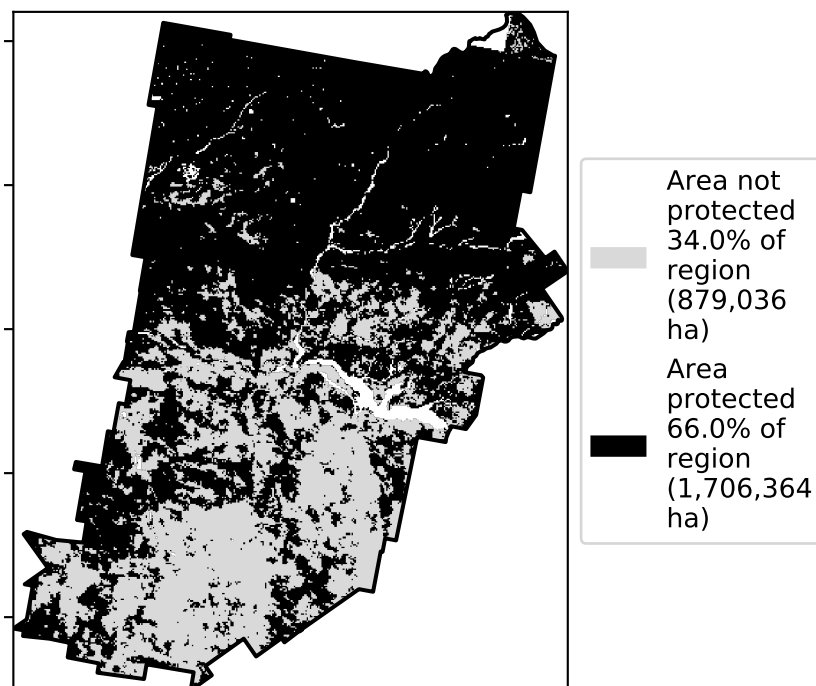 Area not
protected
34.0% of
region
(879,036
ha)
Area
protected
66.0% of
region
(1,706,364
ha)